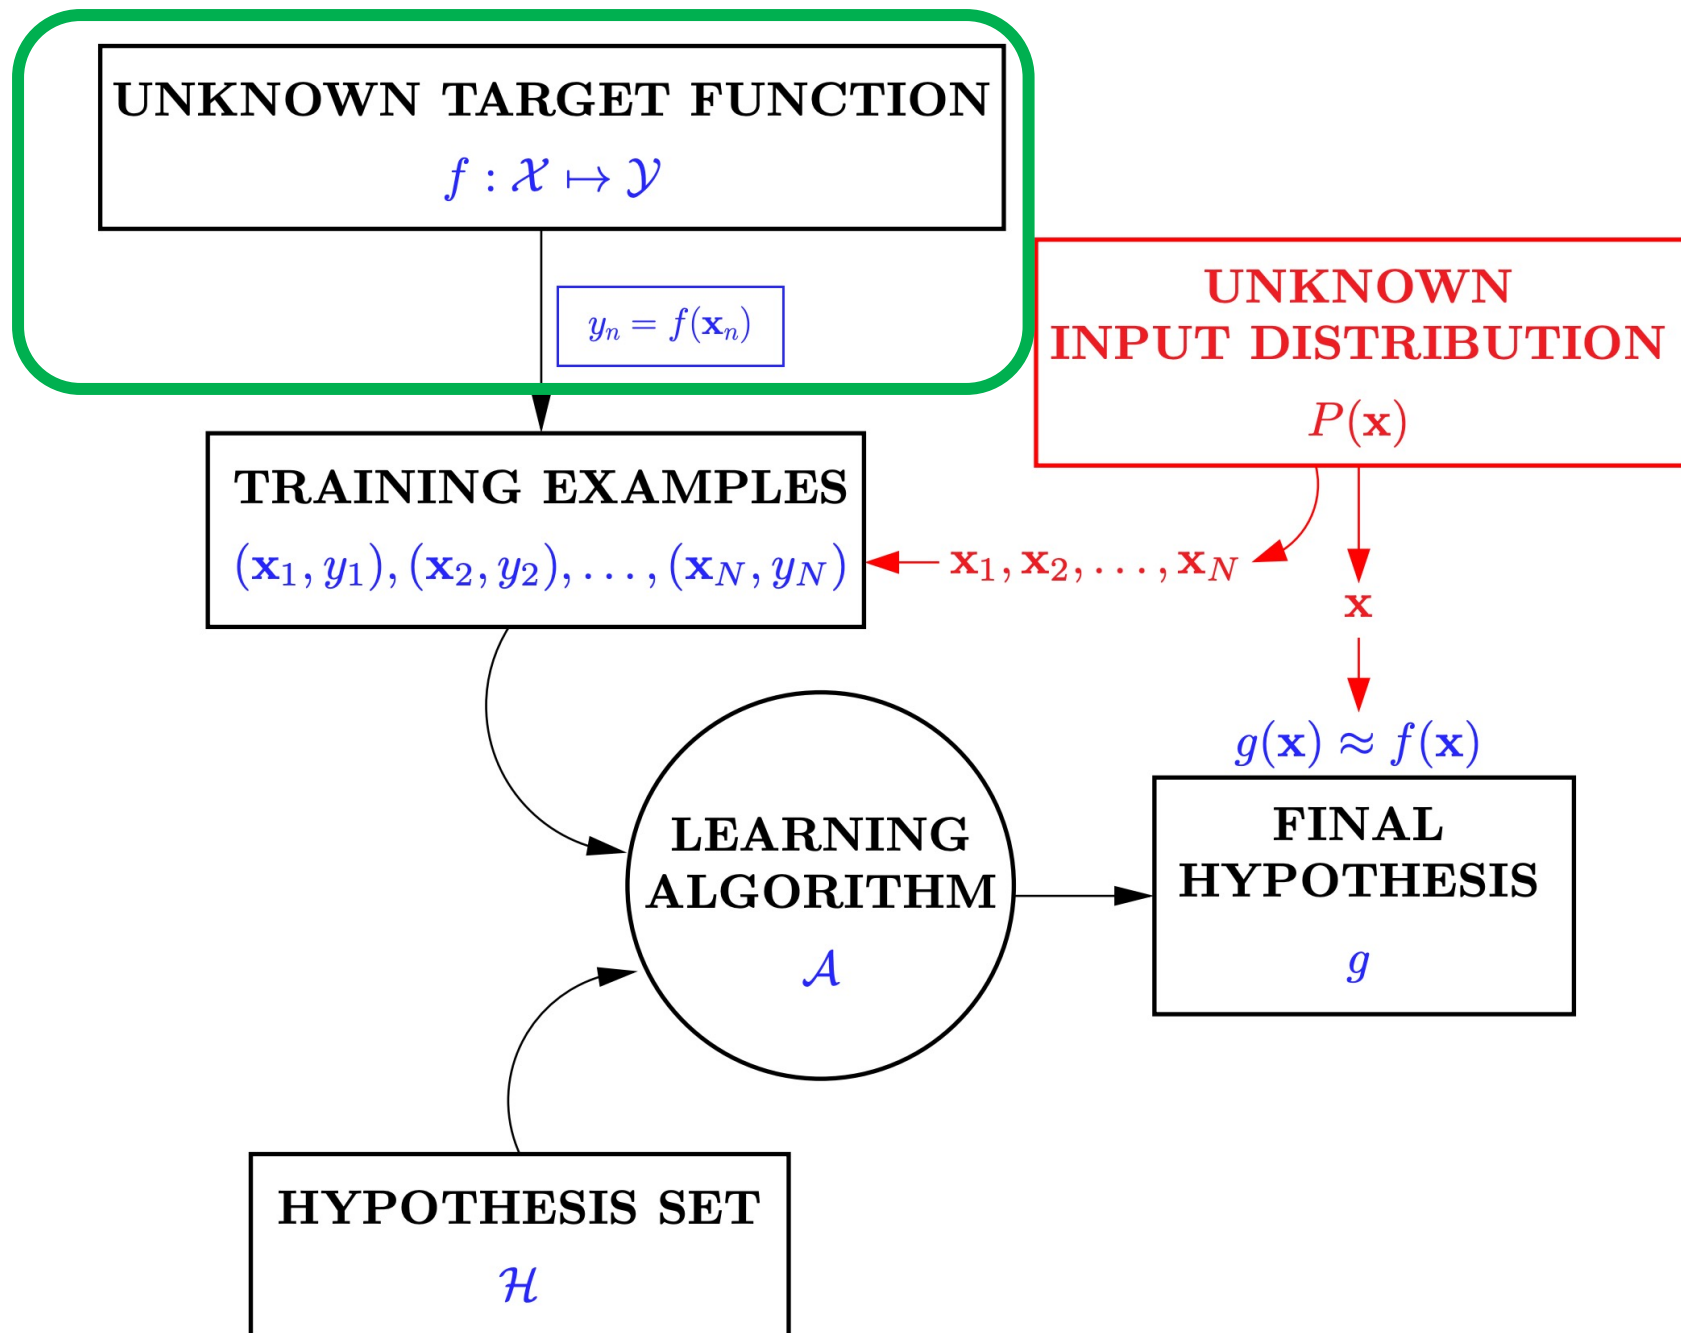 UNKNOWN TARGET FUNCTION
f : 𝒳 ↦ 𝒴
yₙ = f(𝐱ₙ)
UNKNOWN
INPUT DISTRIBUTION
P(𝐱)
TRAINING EXAMPLES
(𝐱₁, y₁), (𝐱₂, y₂), . . . , (𝐱_N, y_N)
𝐱₁, 𝐱₂, . . . , 𝐱_N
𝐱
g(𝐱) ≈ f(𝐱)
LEARNING
ALGORITHM
𝒜
FINAL
HYPOTHESIS
g
HYPOTHESIS SET
ℋ